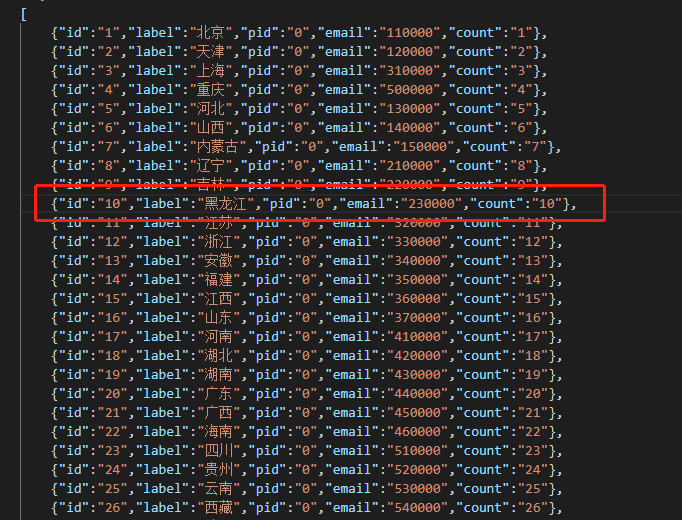 [
{"id":"1","label":"北京","pid":"0","email":"110000","count":"1"},
{"id":"2","label":"天津","pid":"0","email":"120000","count":"2"},
{"id":"3","label":"上海","pid":"0","email":"310000","count":"3"},
{"id":"4","label":"重庆","pid":"0","email":"500000","count":"4"},
{"id":"5","label":"河北","pid":"0","email":"130000","count":"5"},
{"id":"6","label":"山西","pid":"0","email":"140000","count":"6"},
{"id":"7","label":"内蒙古","pid":"0","email":"150000","count":"7"},
{"id":"8","label":"辽宁","pid":"0","email":"210000","count":"8"},
{"id":"9","label":"吉林","pid":"0","email":"220000","count":"9"},
{"id":"10","label":"黑龙江","pid":"0","email":"230000","count":"10"},
{"id":"11","label":"江苏","pid":"0","email":"320000","count":"11"},
{"id":"12","label":"浙江","pid":"0","email":"330000","count":"12"},
{"id":"13","label":"安徽","pid":"0","email":"340000","count":"13"},
{"id":"14","label":"福建","pid":"0","email":"350000","count":"14"},
{"id":"15","label":"江西","pid":"0","email":"360000","count":"15"},
{"id":"16","label":"山东","pid":"0","email":"370000","count":"16"},
{"id":"17","label":"河南","pid":"0","email":"410000","count":"17"},
{"id":"18","label":"湖北","pid":"0","email":"420000","count":"18"},
{"id":"19","label":"湖南","pid":"0","email":"430000","count":"19"},
{"id":"20","label":"广东","pid":"0","email":"440000","count":"20"},
{"id":"21","label":"广西","pid":"0","email":"450000","count":"21"},
{"id":"22","label":"海南","pid":"0","email":"460000","count":"22"},
{"id":"23","label":"四川","pid":"0","email":"510000","count":"23"},
{"id":"24","label":"贵州","pid":"0","email":"520000","count":"24"},
{"id":"25","label":"云南","pid":"0","email":"530000","count":"25"},
{"id":"26","label":"西藏","pid":"0","email":"540000","count":"26"},